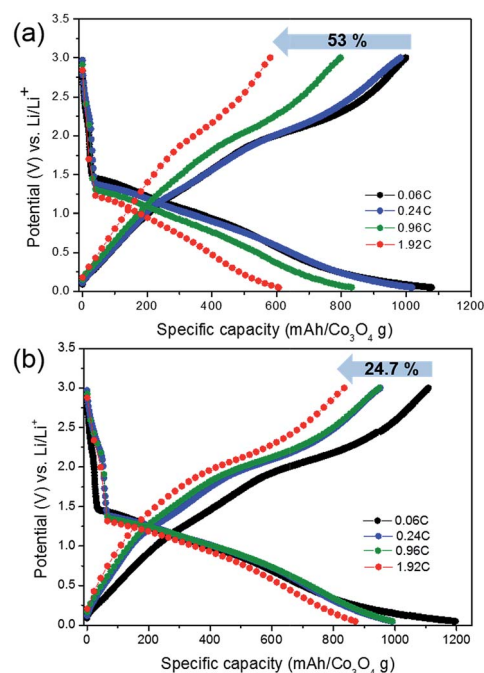 (a)
53 %
3.5
3.0
2.5
2.0
1.5
1.0
0.5
0.0
Potential (V) vs. Li/Li+
0.06C
0.24C
0.96C
1.92C
0 200 400 600 800 1000 1200
Specific capacity (mAh/Co3O4 g)
(b)
24.7 %
3.5
3.0
2.5
2.0
1.5
1.0
0.5
0.0
Potential (V) vs. Li/Li+
0.06C
0.24C
0.96C
1.92C
0 200 400 600 800 1000 1200
Specific capacity (mAh/Co3O4 g)